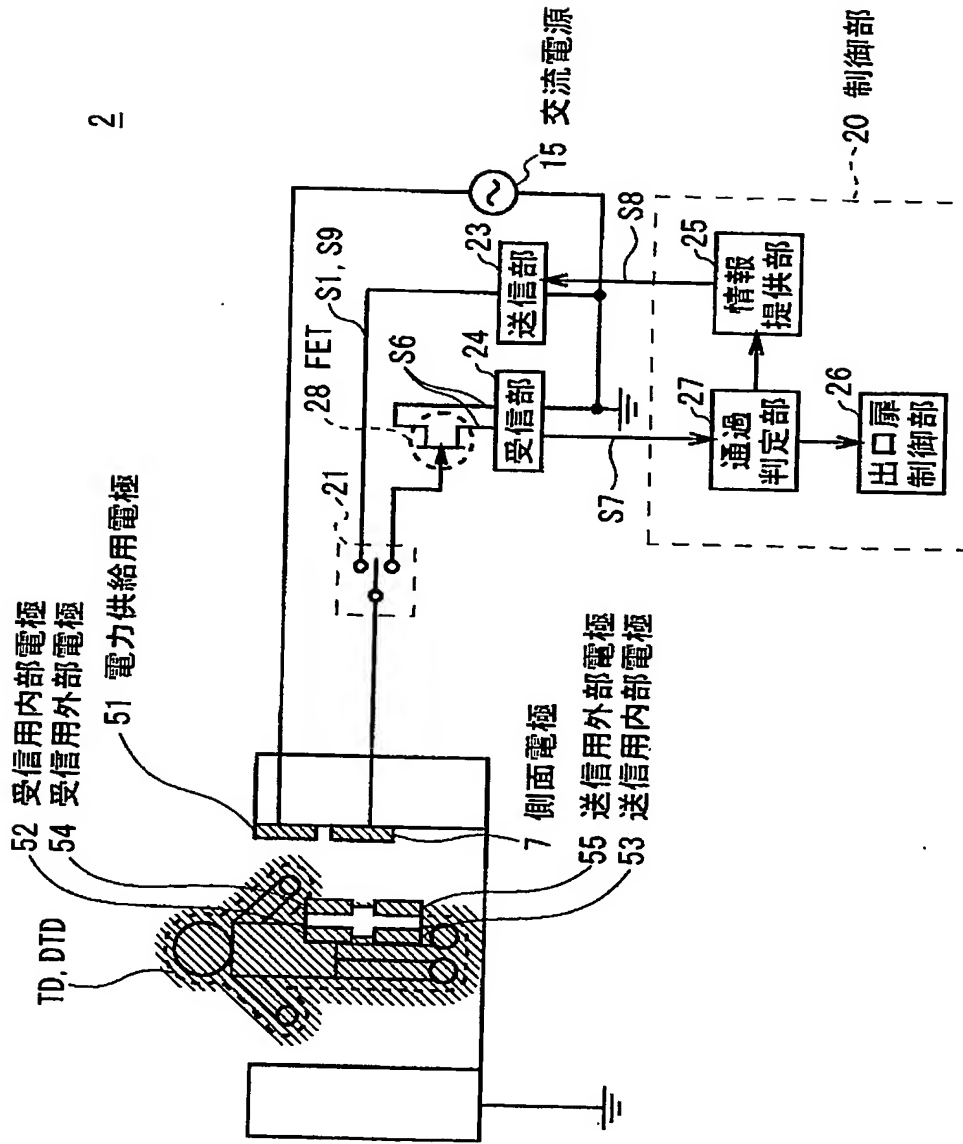 2
TD, DTD
52 受信用内部電極
54 受信用外部電極
51 電力供給用電極
7 側面電極
55 送信用外部電極
53 送信用内部電極
21
28 FET
S1, S9
S6
24
受信部
23
送信部
15 交流電源
S7
S8
27
通過
判定部
25
情報
提供部
26
出口扉
制御部
20 制御部